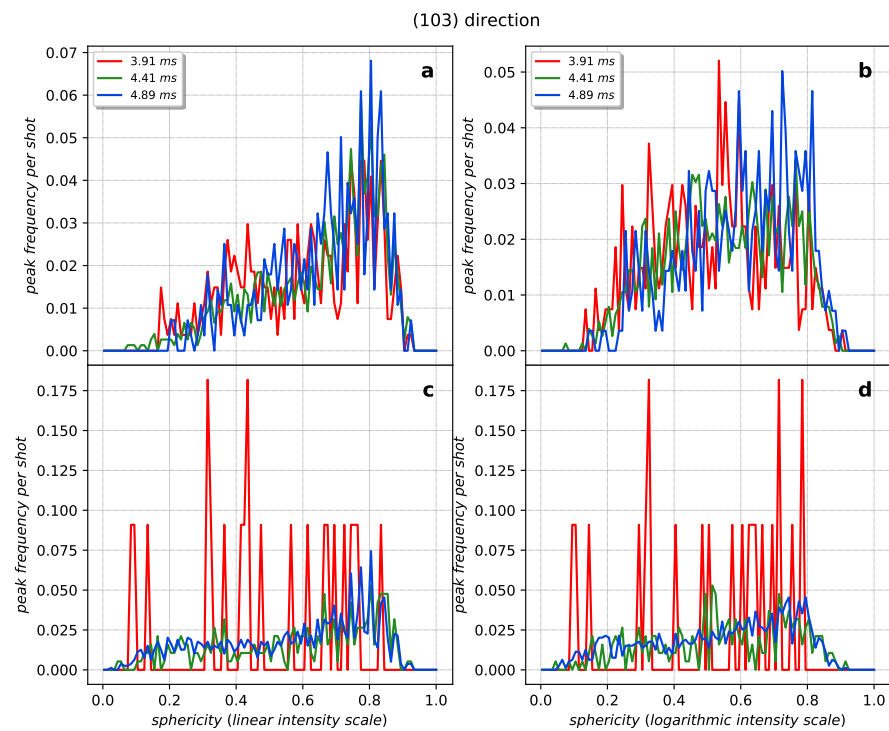 (103) direction
3.91 ms
4.41 ms
4.89 ms
a
0.07
0.06
0.05
0.04
0.03
0.02
0.01
0.00
peak frequency per shot
3.91 ms
4.41 ms
4.89 ms
b
0.05
0.04
0.03
0.02
0.01
0.00
peak frequency per shot
c
0.175
0.150
0.125
0.100
0.075
0.050
0.025
0.000
peak frequency per shot
0.0 0.2 0.4 0.6 0.8 1.0
sphericity (linear intensity scale)
d
0.175
0.150
0.125
0.100
0.075
0.050
0.025
0.000
peak frequency per shot
0.0 0.2 0.4 0.6 0.8 1.0
sphericity (logarithmic intensity scale)